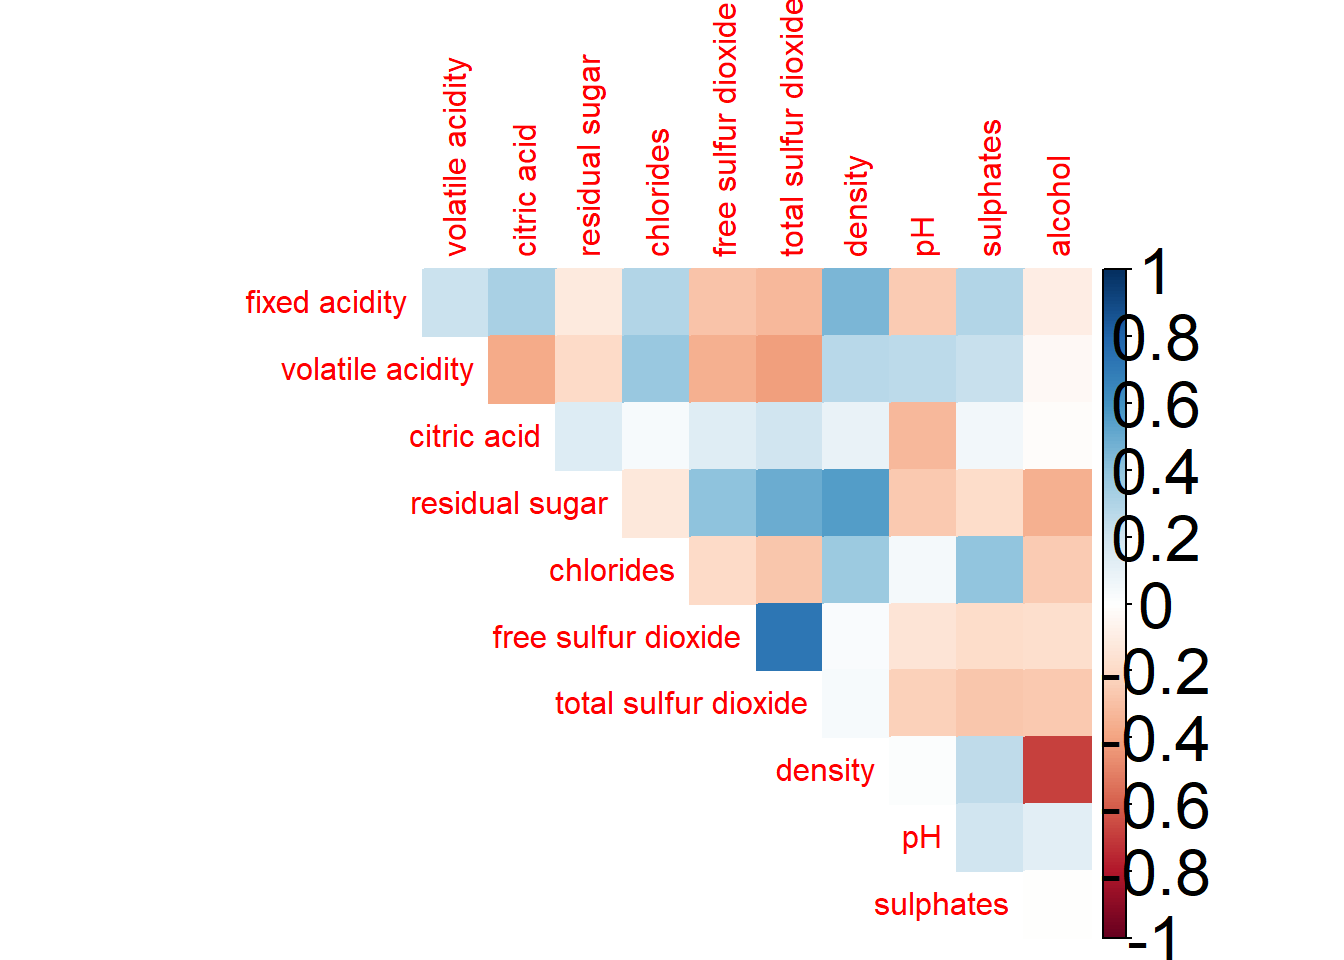 volatile acidity
citric acid
residual sugar
chlorides
free sulfur dioxide
total sulfur dioxide
density
pH
sulphates
alcohol
fixed acidity
volatile acidity
citric acid
residual sugar
chlorides
free sulfur dioxide
total sulfur dioxide
density
pH
sulphates
1
0.8
0.6
0.4
0.2
0
-0.2
-0.4
-0.6
-0.8
-1